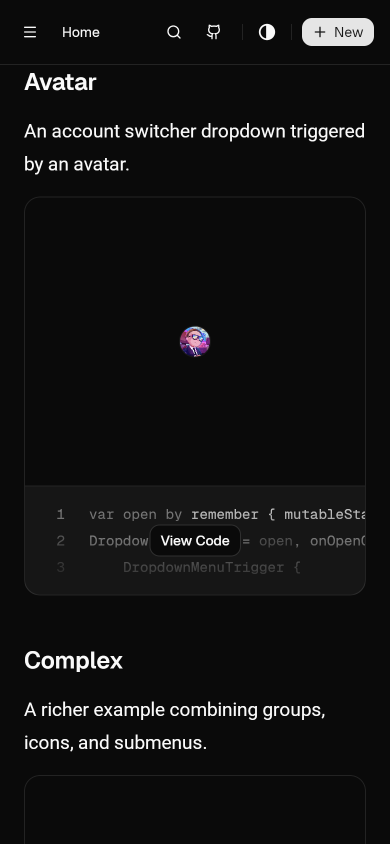 Home
New
Avatar
An account switcher dropdown triggered
by an avatar.
1 var open by remember { mutableSta
2 Dropdow View Code = open, onOpenC
3 DropdownMenuTrigger {
Complex
A richer example combining groups,
icons, and submenus.